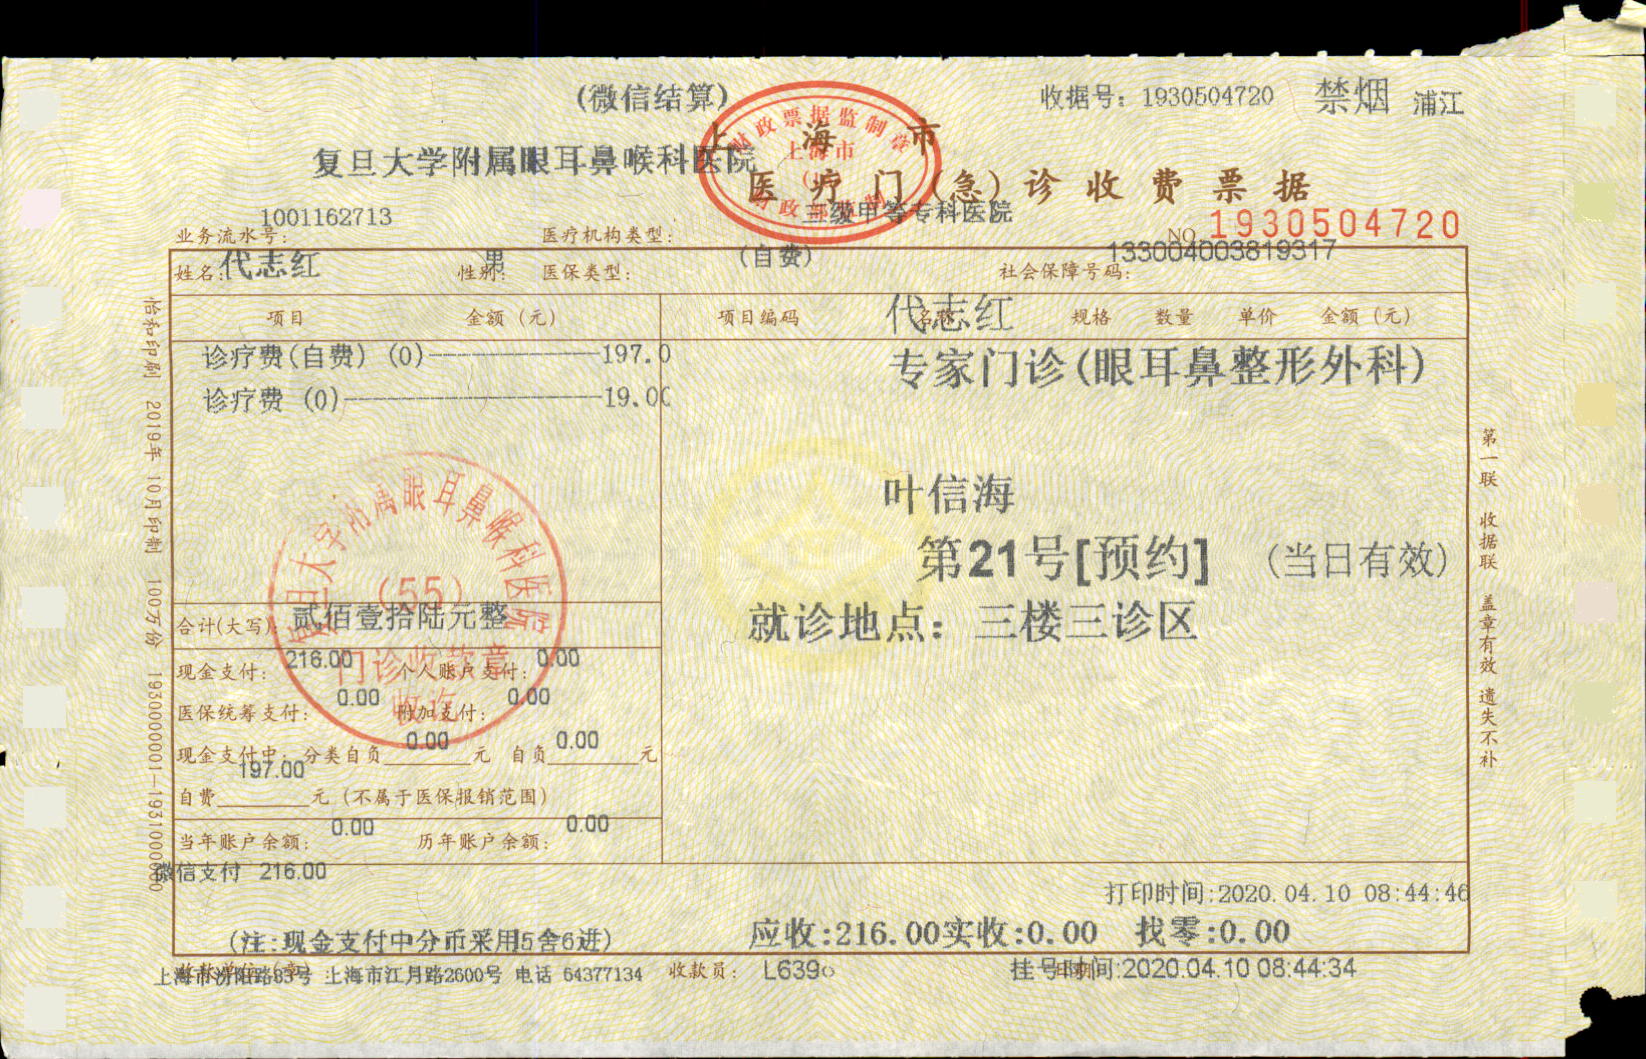 (微信结算)
收据号：1930504720 禁烟 浦江
财政票据监制章
上海市
财政部监制
上海市
复旦大学附属眼耳鼻喉科医院
医疗门(急)诊收费票据
1001162713
三级甲等专科医院
业务流水号：
医疗机构类型：
NO 1930504720
姓名：代志红 性别：男 医保类型：(自费) 社会保障号码：133004003819317
项目 金额（元） 项目编码 名称 规格 数量 单价 金额（元）
代志红
诊疗费(自费) (0)——————197.0
诊疗费 (0)——————19.00
专家门诊(眼耳鼻整形外科)
叶信海
第21号[预约] (当日有效)
就诊地点：三楼三诊区
复旦大学附属眼耳鼻喉科医院
(55)
门诊收款章
收讫
合计(大写)：贰佰壹拾陆元整
现金支付：216.00 个人账户支付：0.00
医保统筹支付：0.00 附加支付：0.00
现金支付中：分类自负0.00元 自负0.00元
自费197.00元（不属于医保报销范围）
当年账户余额：0.00 历年账户余额：0.00
微信支付 216.00
打印时间:2020.04.10 08:44:46
(注:现金支付中分币采用5舍6进)
应收:216.00实收:0.00 找零:0.00
上海市汾阳路83号 上海市江月路2600号 电话 64377134
收款员： L639
挂号时间:2020.04.10 08:44:34
怡和印刷 2019年10月印制 100万份 1930000001—1931000000
第一联 收据联 盖章有效 遗失不补